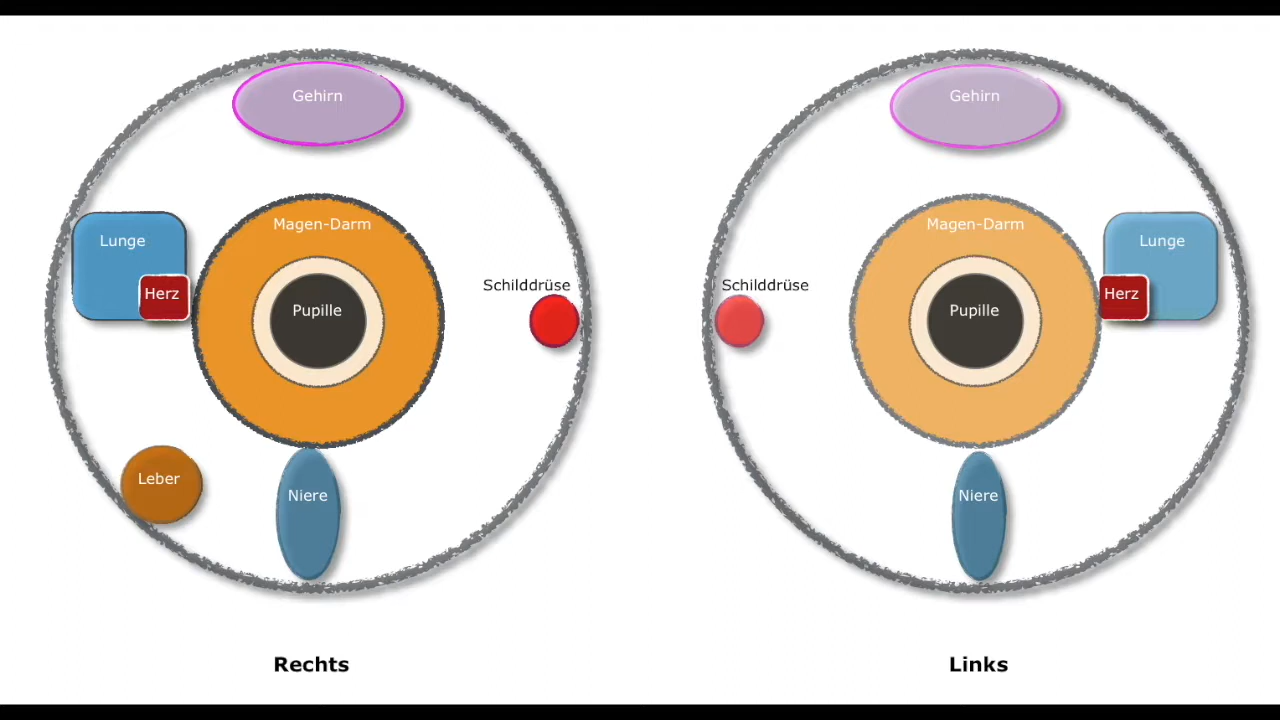 Gehirn
Lunge
Herz
Magen-Darm
Pupille
Schilddrüse
Leber
Niere
Rechts
Gehirn
Magen-Darm
Lunge
Schilddrüse
Herz
Pupille
Niere
Links